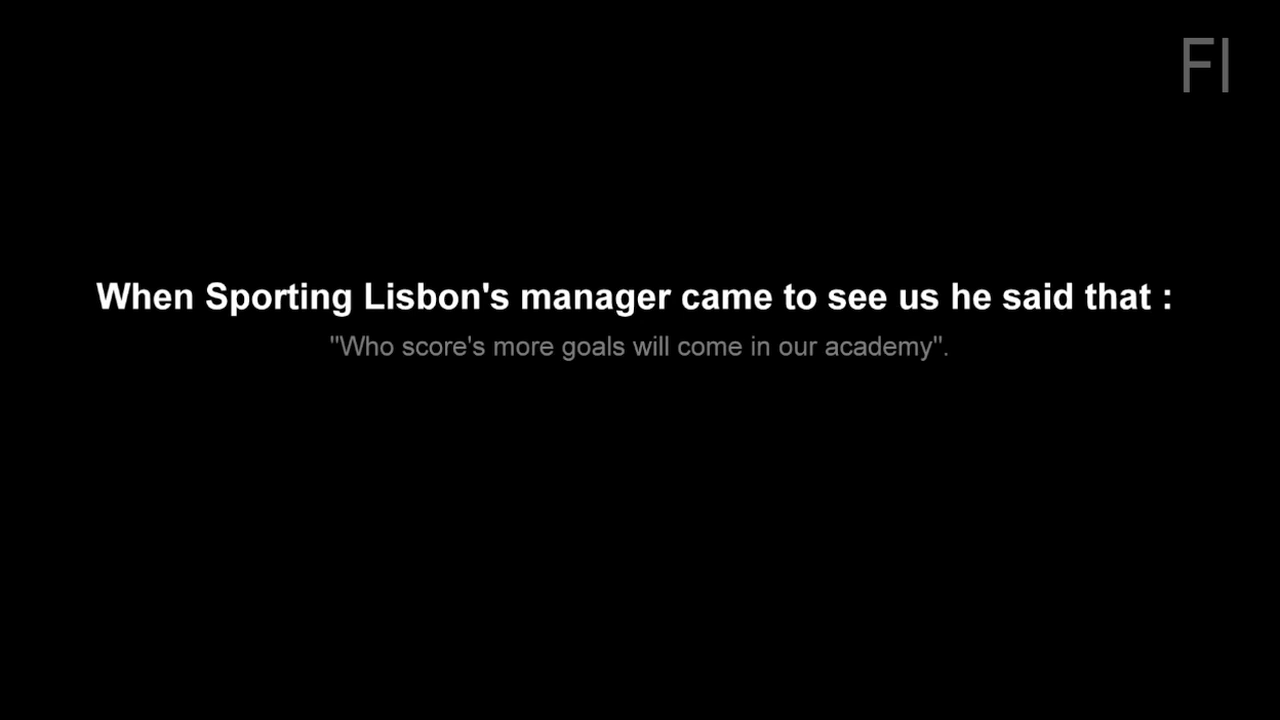 FI
When Sporting Lisbon's manager came to see us he said that :
"Who score's more goals will come in our academy".